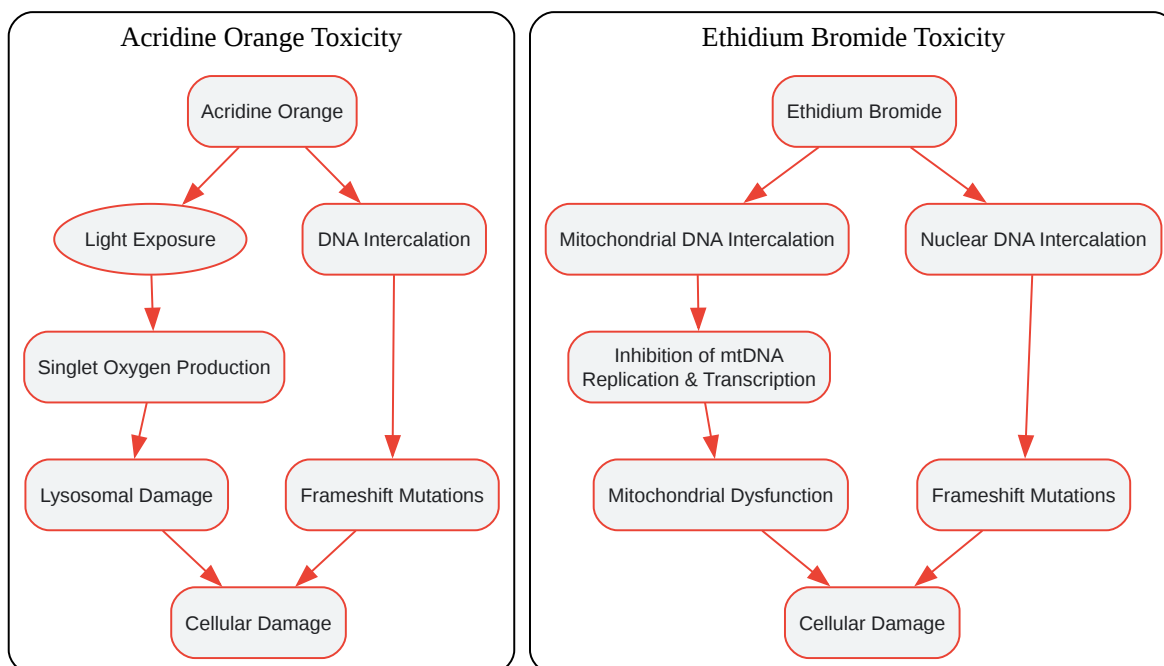 Acridine Orange Toxicity
Acridine Orange
Light Exposure
DNA Intercalation
Singlet Oxygen Production
Lysosomal Damage
Frameshift Mutations
Cellular Damage
Ethidium Bromide Toxicity
Ethidium Bromide
Mitochondrial DNA Intercalation
Nuclear DNA Intercalation
Inhibition of mtDNA
Replication & Transcription
Mitochondrial Dysfunction
Frameshift Mutations
Cellular Damage